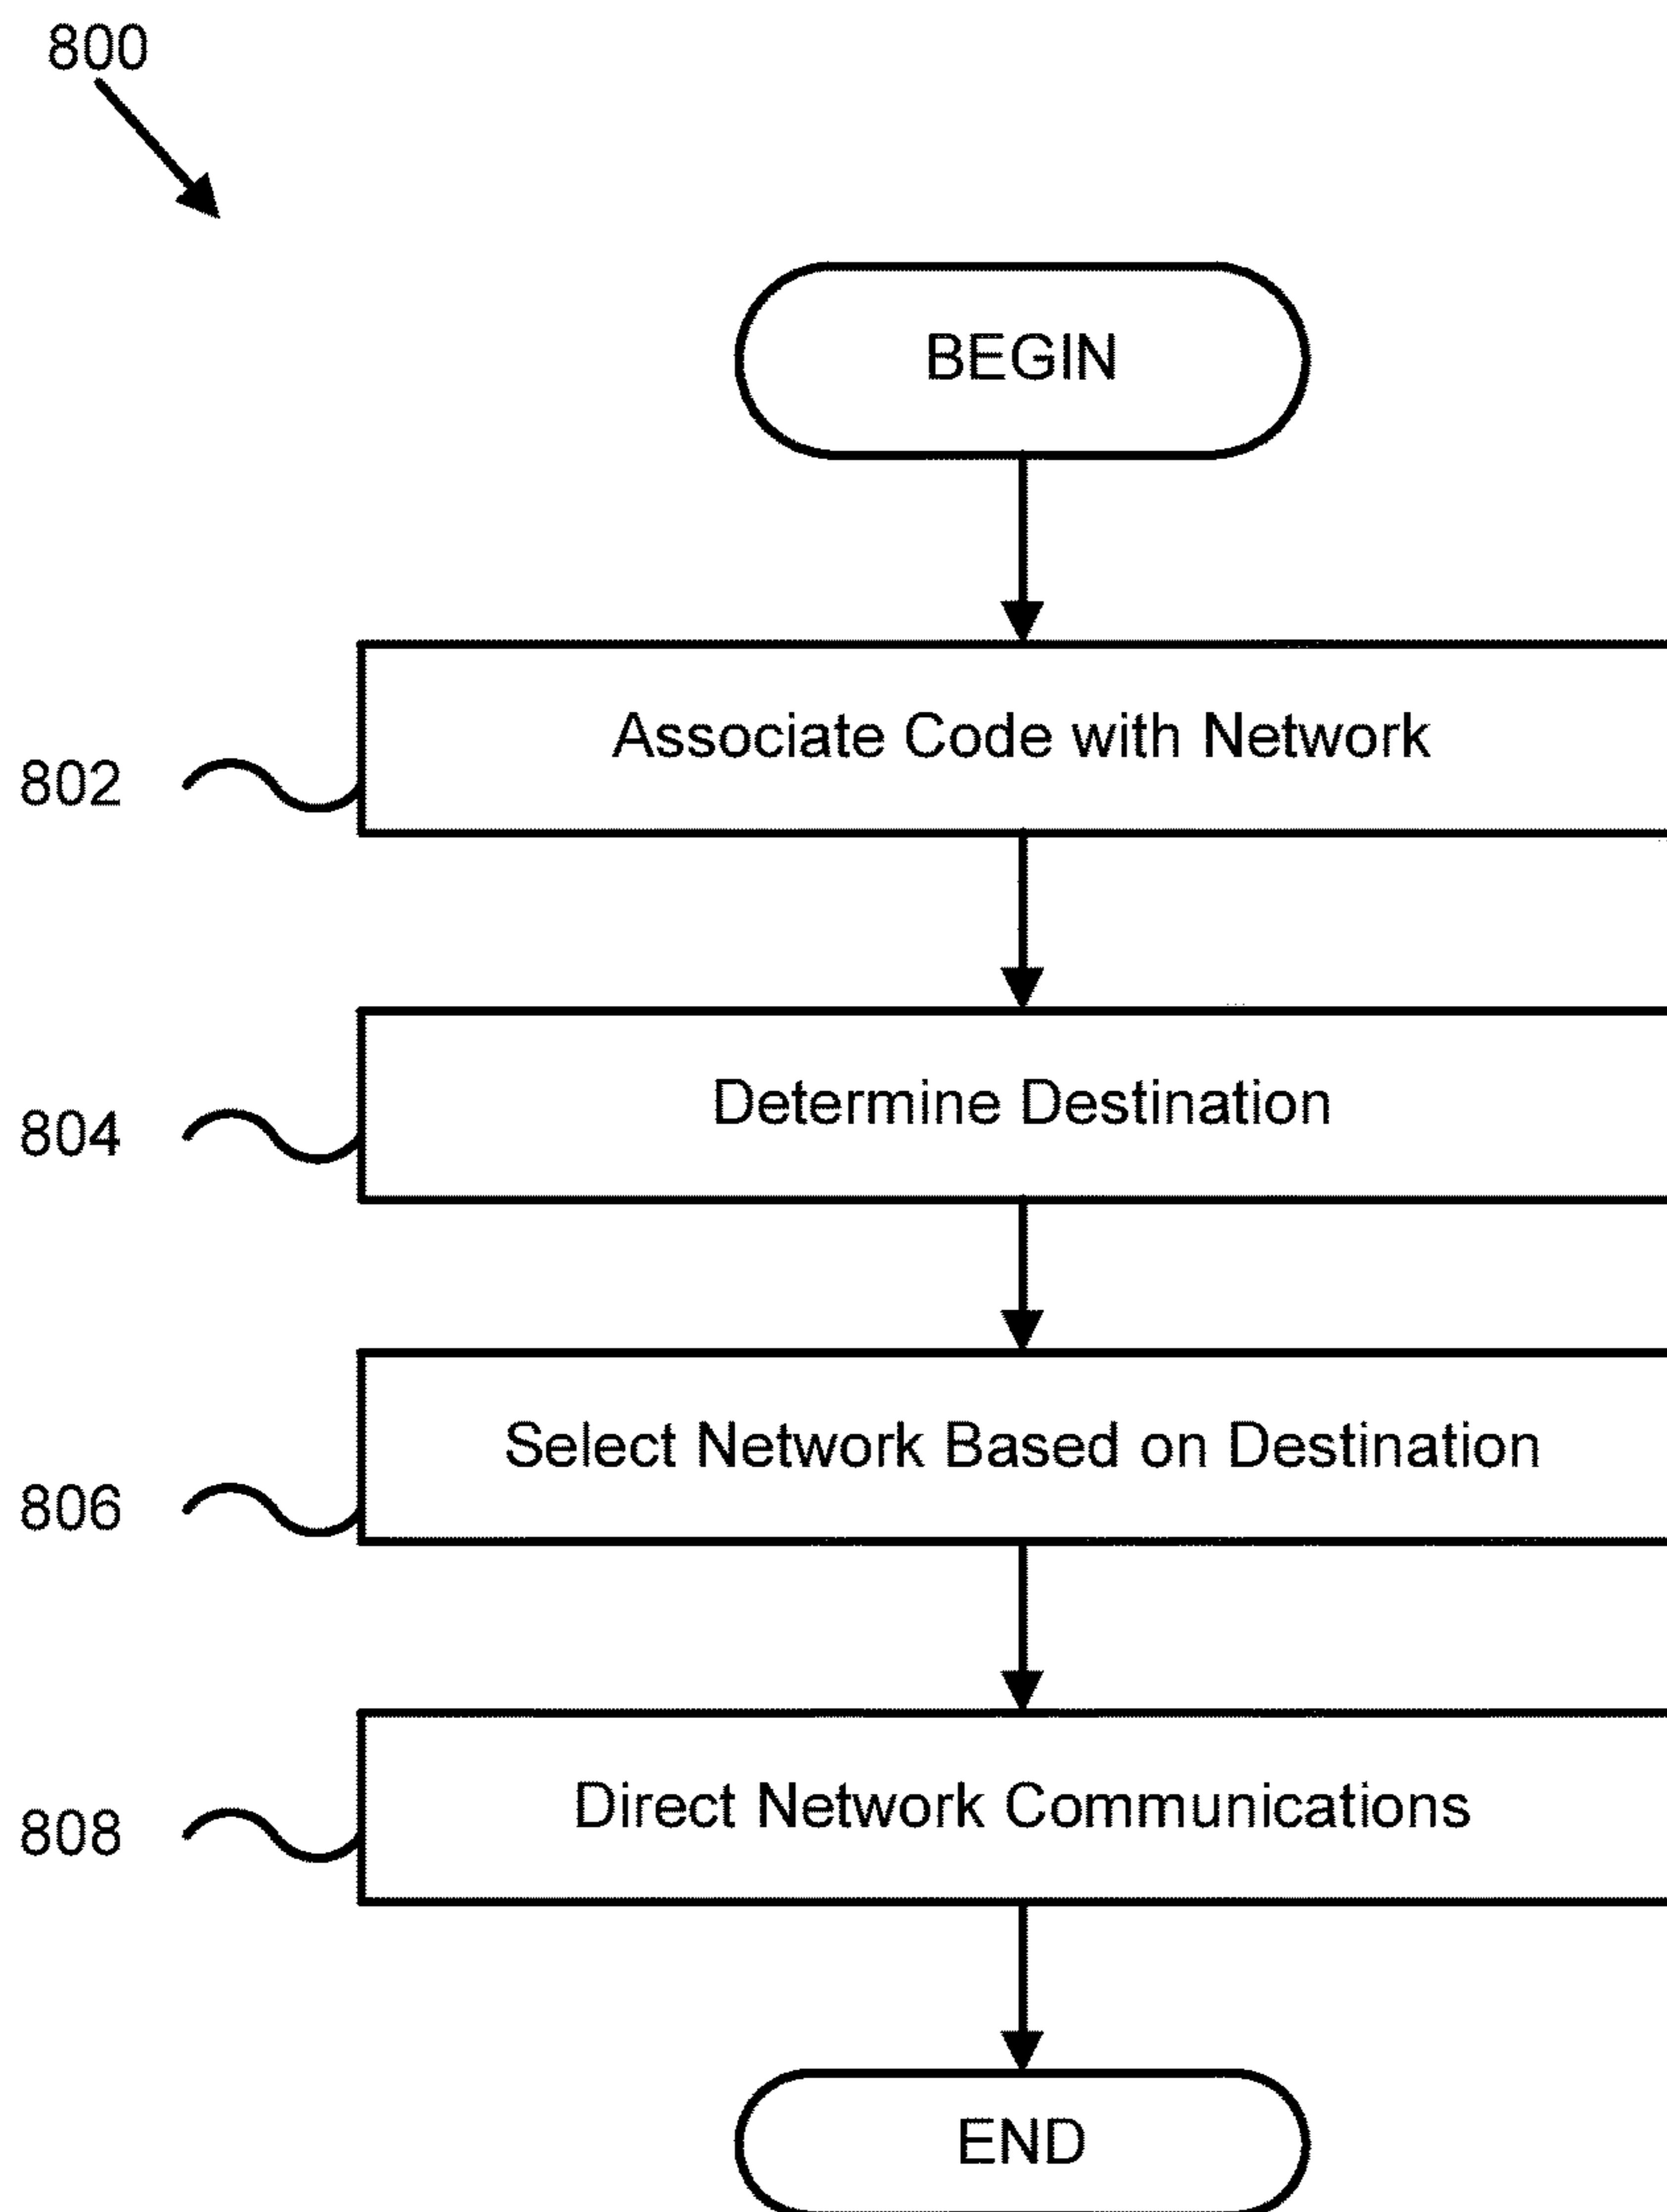 800
BEGIN
Associate Code with Network
802
Determine Destination
804
Select Network Based on Destination
806
Direct Network Communications
808
END